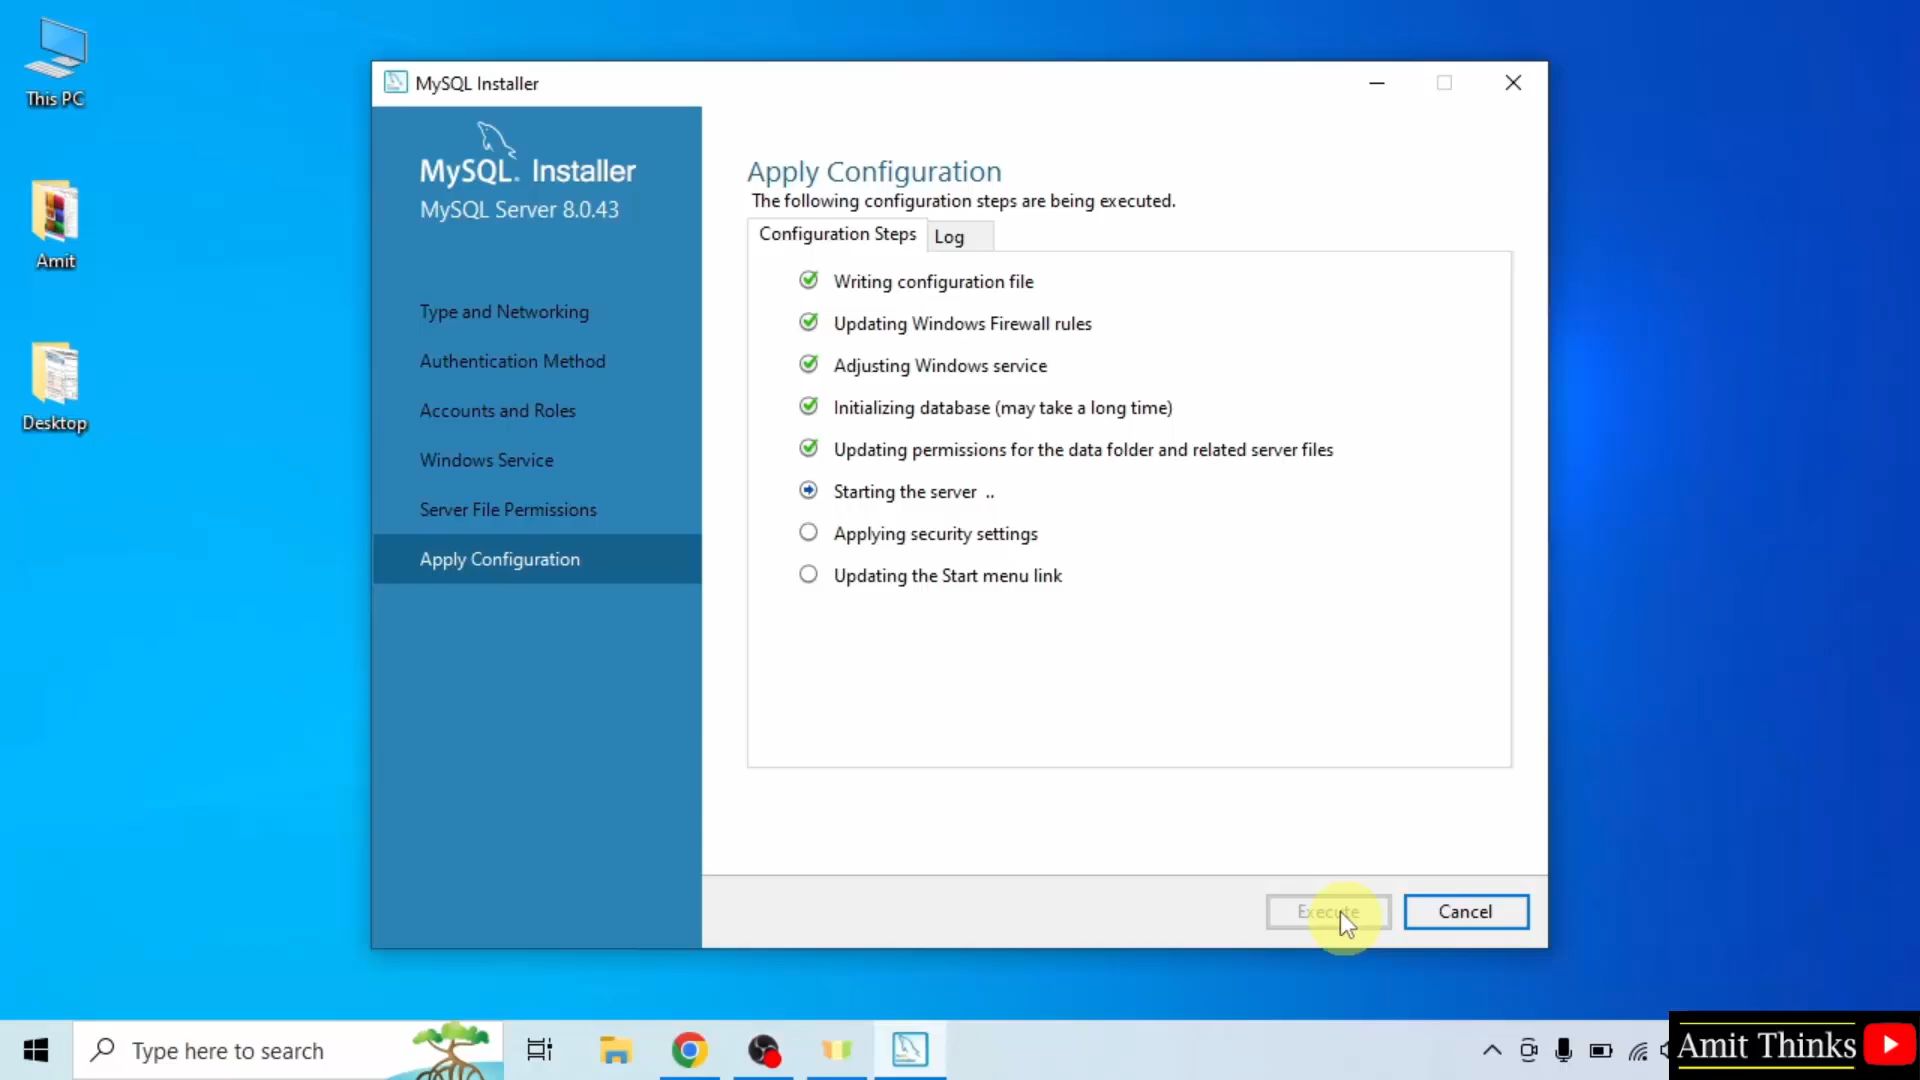 This PC
Amit
Desktop
MySQL Installer
MySQL® Installer
MySQL Server 8.0.43
Type and Networking
Authentication Method
Accounts and Roles
Windows Service
Server File Permissions
Apply Configuration
Apply Configuration
The following configuration steps are being executed.
Configuration Steps
Log
Writing configuration file
Updating Windows Firewall rules
Adjusting Windows service
Initializing database (may take a long time)
Updating permissions for the data folder and related server files
Starting the server ..
Applying security settings
Updating the Start menu link
Execute
Cancel
Type here to search
Amit Thinks